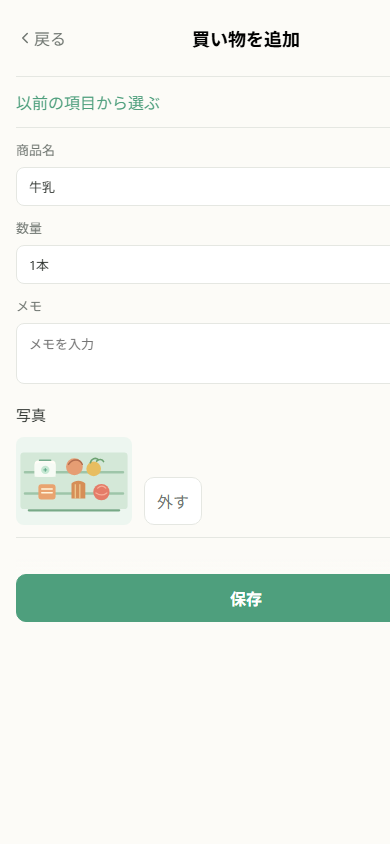 戻る
買い物を追加
以前の項目から選ぶ
商品名
牛乳
数量
1本
メモ
メモを入力
写真
外す
保存